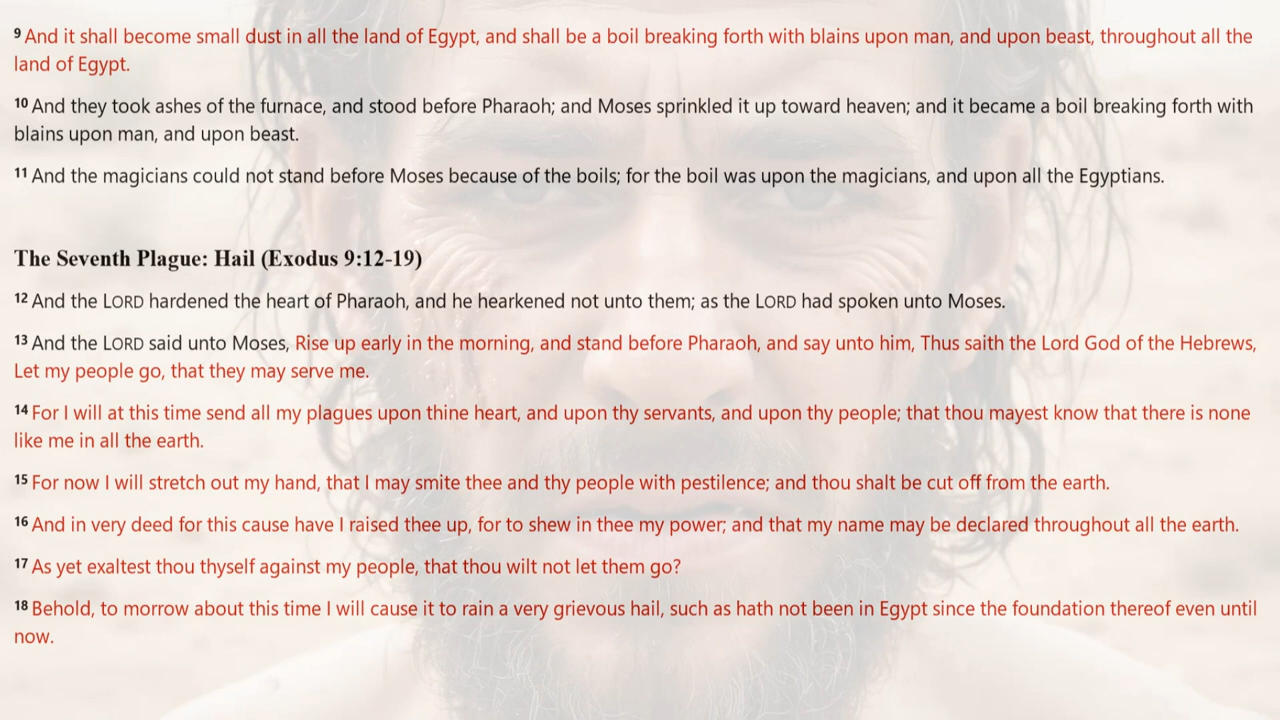 9 And it shall become small dust in all the land of Egypt, and shall be a boil breaking forth with blains upon man, and upon beast, throughout all the
land of Egypt.
10 And they took ashes of the furnace, and stood before Pharaoh; and Moses sprinkled it up toward heaven; and it became a boil breaking forth with
blains upon man, and upon beast.
11 And the magicians could not stand before Moses because of the boils; for the boil was upon the magicians, and upon all the Egyptians.
The Seventh Plague: Hail (Exodus 9:12-19)
12 And the LORD hardened the heart of Pharaoh, and he hearkened not unto them; as the LORD had spoken unto Moses.
13 And the LORD said unto Moses, Rise up early in the morning, and stand before Pharaoh, and say unto him, Thus saith the Lord God of the Hebrews,
Let my people go, that they may serve me.
14 For I will at this time send all my plagues upon thine heart, and upon thy servants, and upon thy people; that thou mayest know that there is none
like me in all the earth.
15 For now I will stretch out my hand, that I may smite thee and thy people with pestilence; and thou shalt be cut off from the earth.
16 And in very deed for this cause have I raised thee up, for to shew in thee my power; and that my name may be declared throughout all the earth.
17 As yet exaltest thou thyself against my people, that thou wilt not let them go?
18 Behold, to morrow about this time I will cause it to rain a very grievous hail, such as hath not been in Egypt since the foundation thereof even until
now.